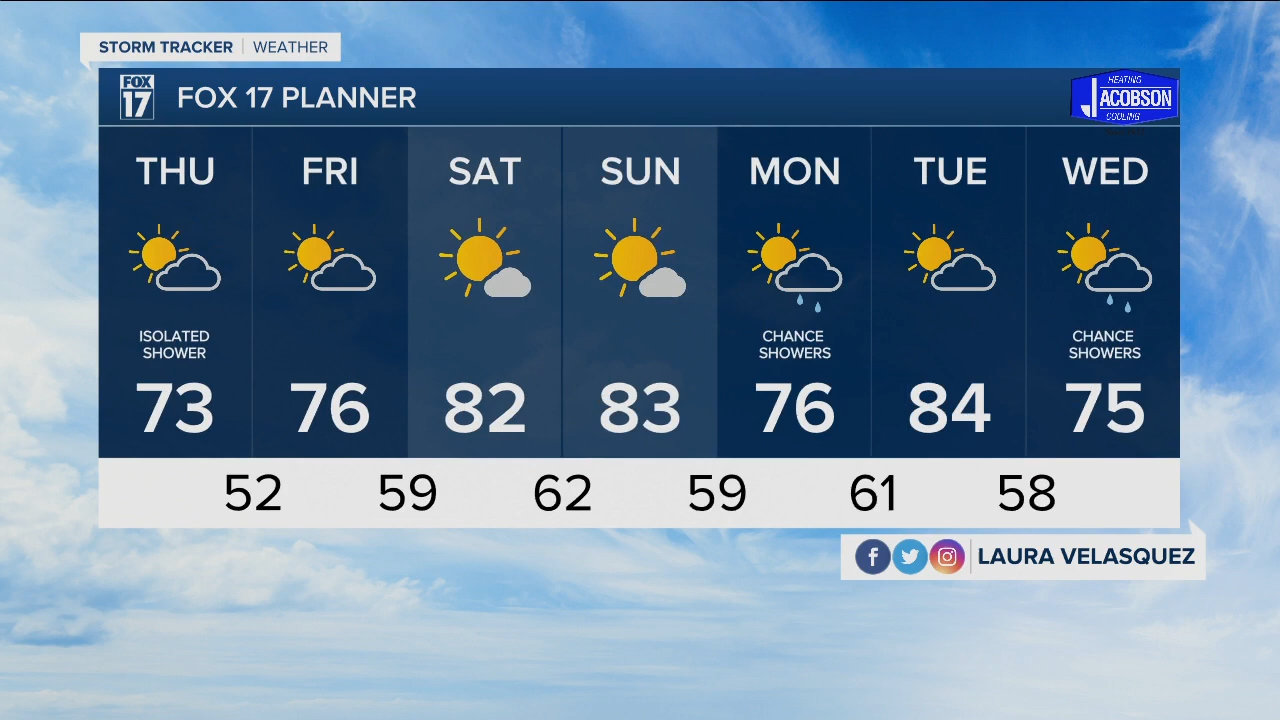 STORM TRACKER | WEATHER
FOX
17
FOX 17 PLANNER
HEATING
JACOBSON
COOLING
THU FRI SAT SUN MON TUE WED
ISOLATED
SHOWER
CHANCE
SHOWERS
CHANCE
SHOWERS
73 76 82 83 76 84 75
52 59 62 59 61 58
LAURA VELASQUEZ